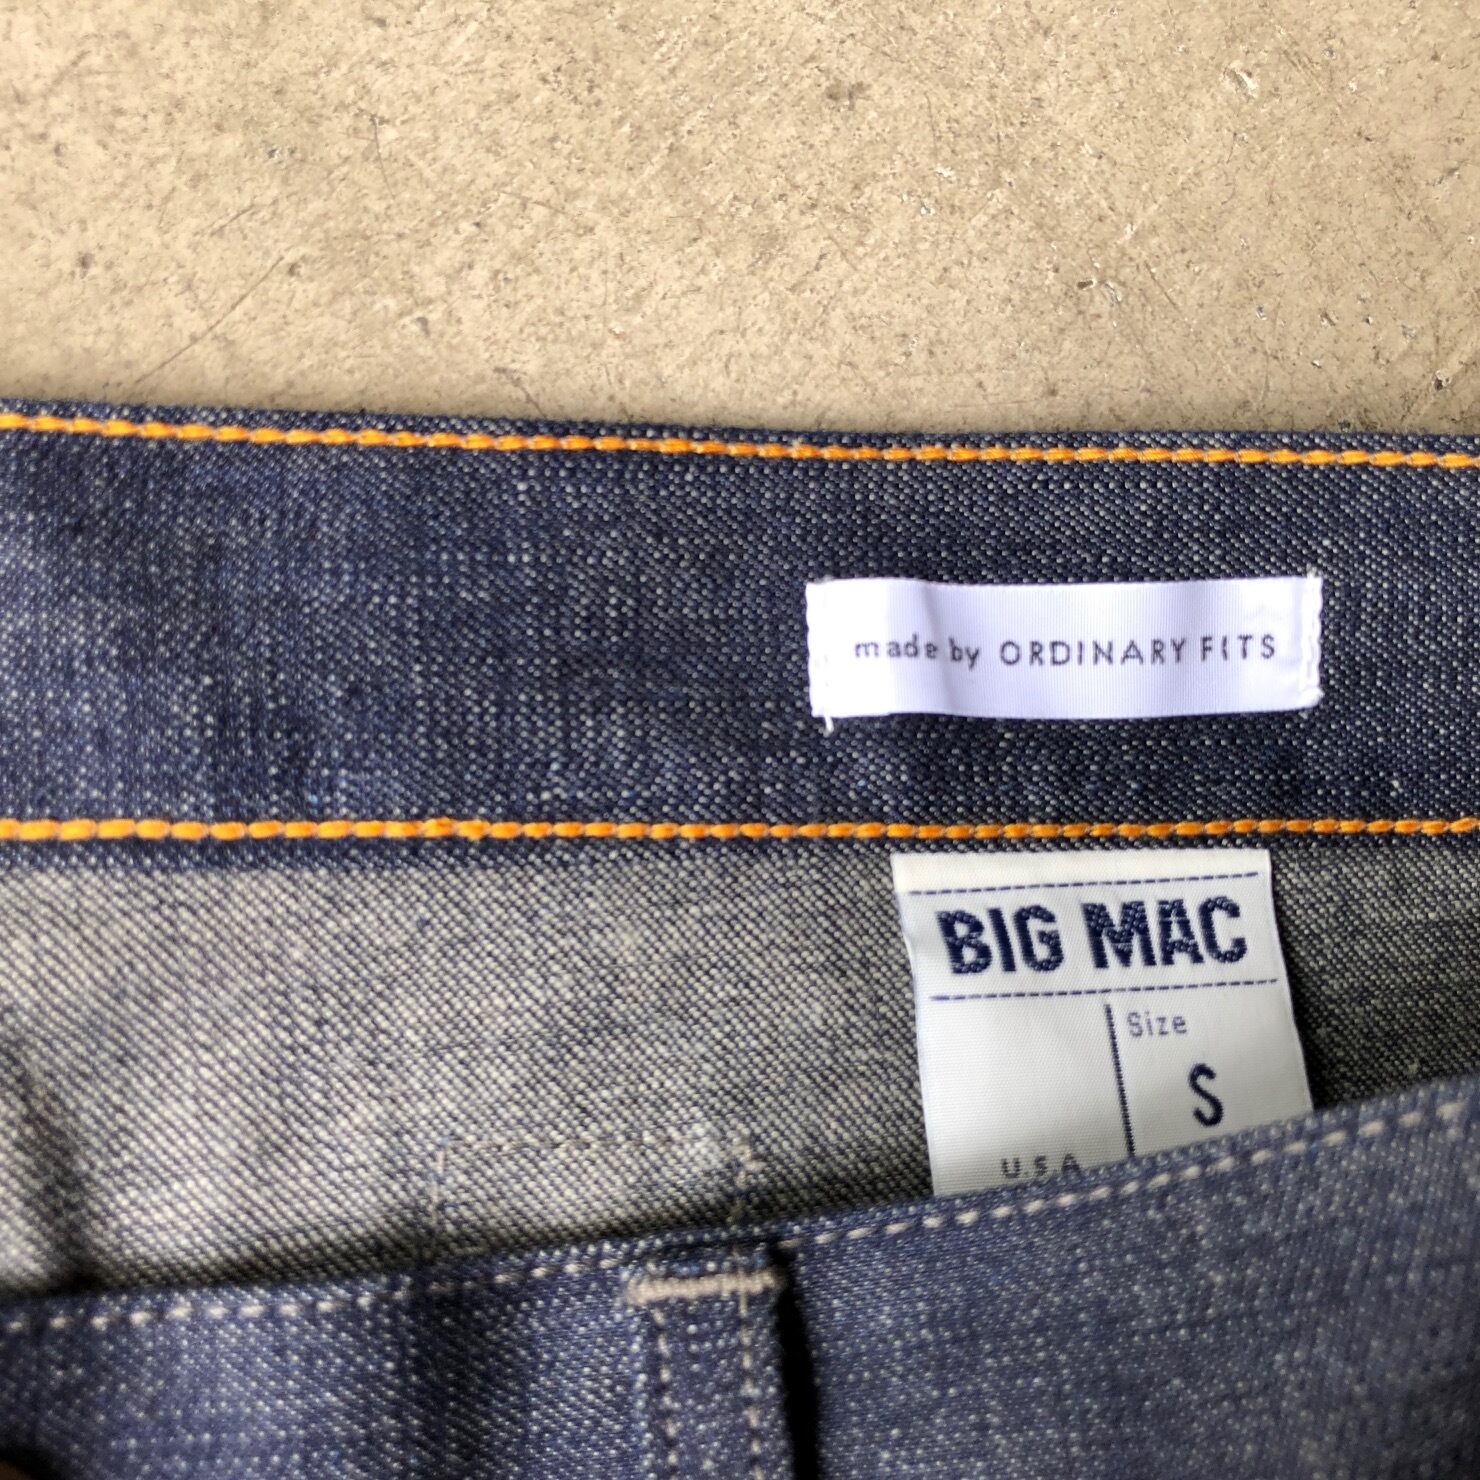 made by ORDINARY FITS
BIG MAC
Size
S
U.S.A